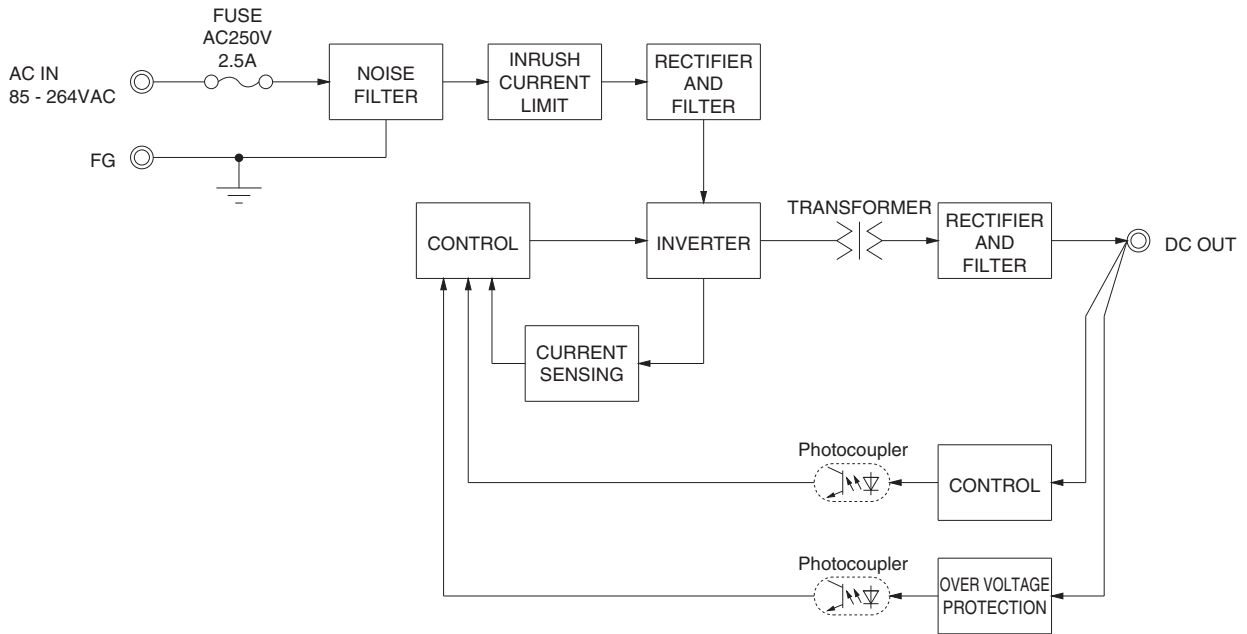 FUSE
AC250V
2.5A
AC IN
85 - 264VAC
NOISE
FILTER
INRUSH
CURRENT
LIMIT
RECTIFIER
AND
FILTER
FG
CONTROL
INVERTER
TRANSFORMER
RECTIFIER
AND
FILTER
DC OUT
CURRENT
SENSING
Photocoupler
CONTROL
Photocoupler
OVER VOLTAGE
PROTECTION